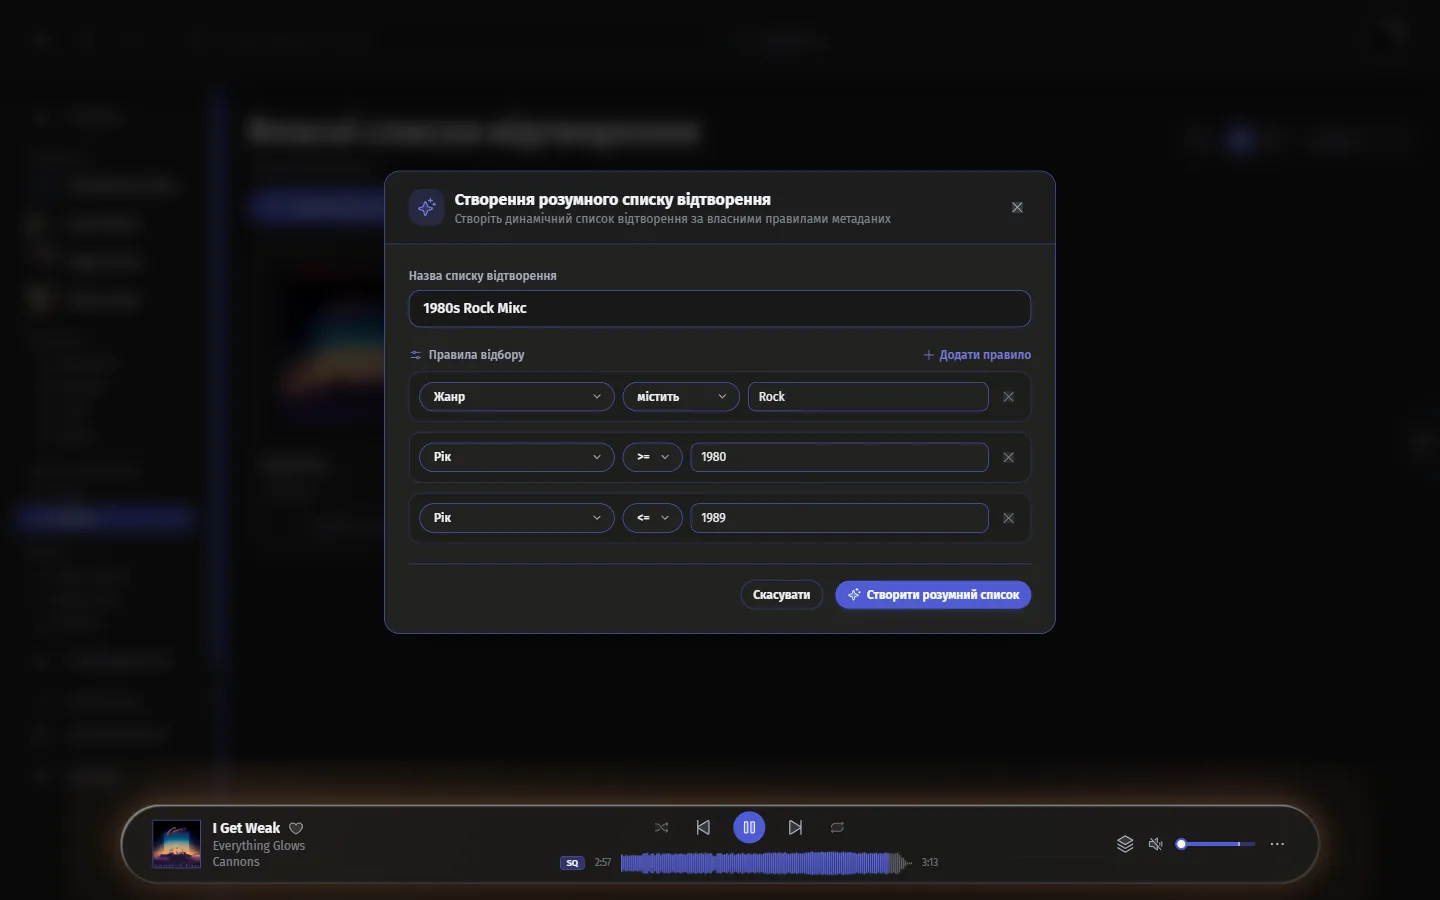 Створення розумного списку відтворення
Створіть динамічний список відтворення за власними правилами метаданих
Назва списку відтворення
1980s Rock Мікс
Правила відбору
Додати правило
Жанр містить Rock
Рік >= 1980
Рік <= 1989
Скасувати
Створити розумний список
I Get Weak
Everything Glows
Cannons
SQ 2:57 3:13